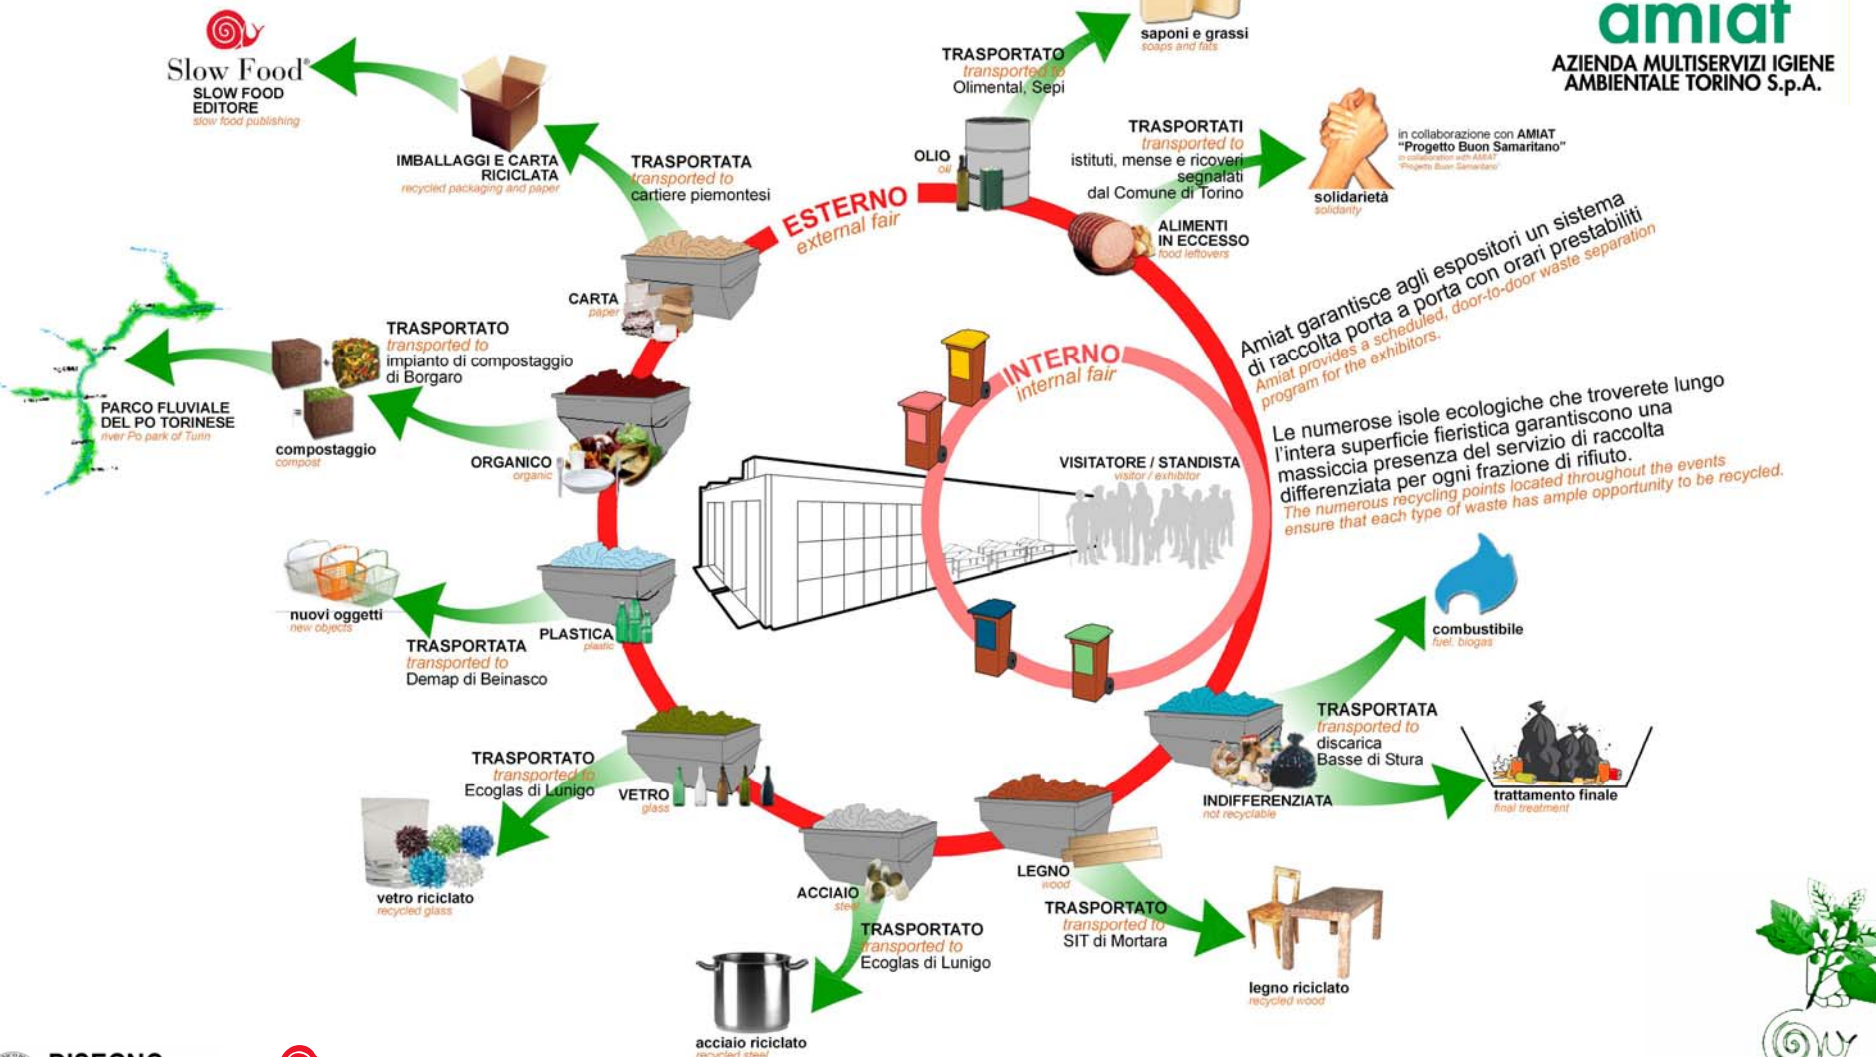 Slow Food®
SLOW FOOD
EDITORE
slow food publishing
IMBALLAGGI E CARTA
RICICLATA
recycled packaging and paper
TRASPORTATA
transported to
cartiere piemontesi
ESTERNO
external fair
TRASPORTATO
transported to
Olimental, Sepi
saponi e grassi
soaps and fats
OLIO
oil
TRASPORTATI
transported to
istituti, mense e ricoveri
segnalati
dal Comune di Torino
ALIMENTI
IN ECCESSO
food leftovers
solidarietà
solidarity
in collaborazione con AMIAT
"Progetto Buon Samaritano"
in collaboration with AMIAT
"Progetto Buon Samaritano"
amiat
AZIENDA MULTISERVIZI IGIENE
AMBIENTALE TORINO S.p.A.
Amiat garantisce agli espositori un sistema
di raccolta porta a porta con orari prestabiliti
Amiat provides a scheduled, door-to-door waste separation
program for the exhibitors.
Le numerose isole ecologiche che troverete lungo
l'intera superficie fieristica garantiscono una
massiccia presenza del servizio di raccolta
differenziata per ogni frazione di rifiuto.
The numerous recycling points located throughout the events
ensure that each type of waste has ample opportunity to be recycled.
CARTA
paper
TRASPORTATO
transported to
impianto di compostaggio
di Borgaro
PARCO FLUVIALE
DEL PO TORINESE
river Po park of Turin
compostaggio
compost
ORGANICO
organic
INTERNO
internal fair
VISITATORE / STANDISTA
visitor / exhibitor
nuovi oggetti
new objects
TRASPORTATA
transported to
Demap di Beinasco
PLASTICA
plastic
TRASPORTATO
transported to
Ecoglas di Lunigo
VETRO
glass
vetro riciclato
recycled glass
ACCIAIO
steel
TRASPORTATO
transported to
Ecoglas di Lunigo
acciaio riciclato
recycled steel
LEGNO
wood
TRASPORTATO
transported to
SIT di Mortara
legno riciclato
recycled wood
INDIFFERENZIATA
not recyclable
TRASPORTATA
transported to
discarica
Basse di Stura
combustibile
fuel, biogas
trattamento finale
final treatment
DISEGNO